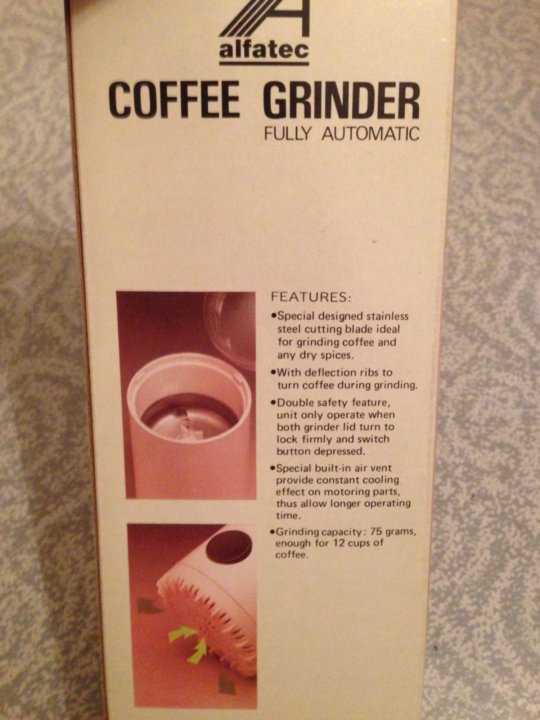 alfatec
COFFEE GRINDER
FULLY AUTOMATIC
FEATURES:
•Special designed stainless
steel cutting blade ideal
for grinding coffee and
any dry spices.
•With deflection ribs to
turn coffee during grinding.
•Double safety feature,
unit only operate when
both grinder lid turn to
lock firmly and switch
button depressed.
•Special built-in air vent
provide constant cooling
effect on motoring parts,
thus allow longer operating
time.
•Grinding capacity: 75 grams,
enough for 12 cups of
coffee.